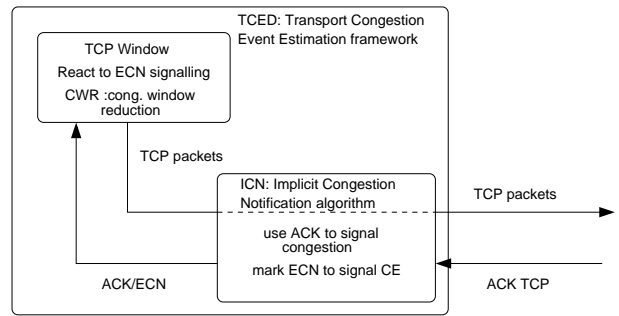 TCED: Transport Congestion
Event Estimation framework
TCP Window
React to ECN signalling
CWR :cong. window
reduction
TCP packets
ICN: Implicit Congestion
Notification algorithm
TCP packets
use ACK to signal
congestion
mark ECN to signal CE
ACK/ECN
ACK TCP